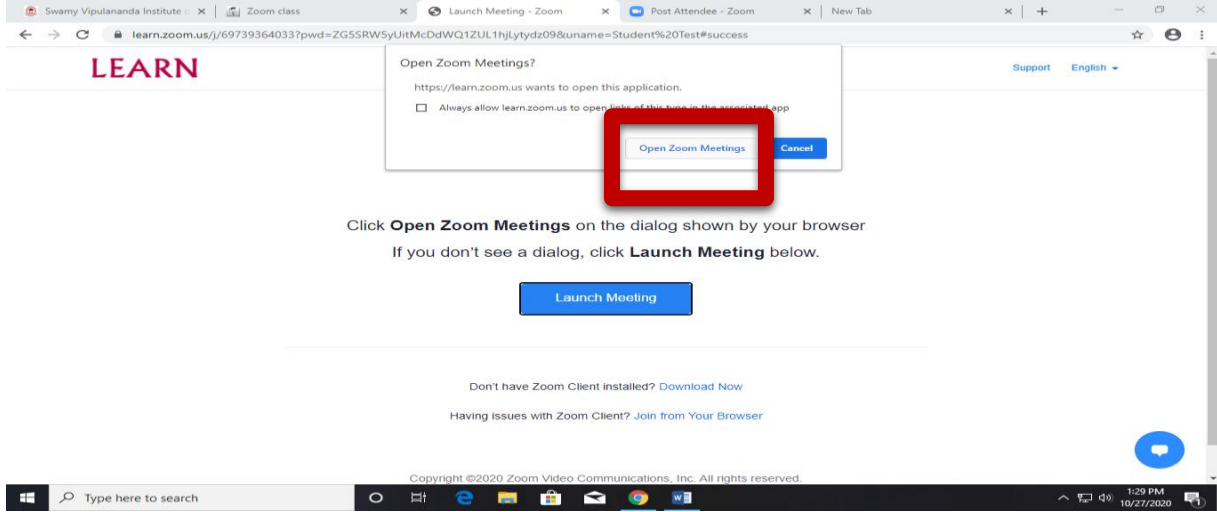 Swamy Vipulananda Institute
Zoom class
Launch Meeting - Zoom
Post Attendee - Zoom
New Tab
learn.zoom.us/j/69739364033?pwd=ZG5SRW5yUitMcDdWQ1ZUL1hjLytydz09&uname=Student%20Test#success
LEARN
Support English
Open Zoom Meetings?
https://learn.zoom.us wants to open this application.
Always allow learn.zoom.us to open links of this type in the associated app
Open Zoom Meetings Cancel
Click Open Zoom Meetings on the dialog shown by your browser
If you don't see a dialog, click Launch Meeting below.
Launch Meeting
Don't have Zoom Client installed? Download Now
Having issues with Zoom Client? Join from Your Browser
Copyright ©2020 Zoom Video Communications, Inc. All rights reserved.
Type here to search
1:29 PM
10/27/2020